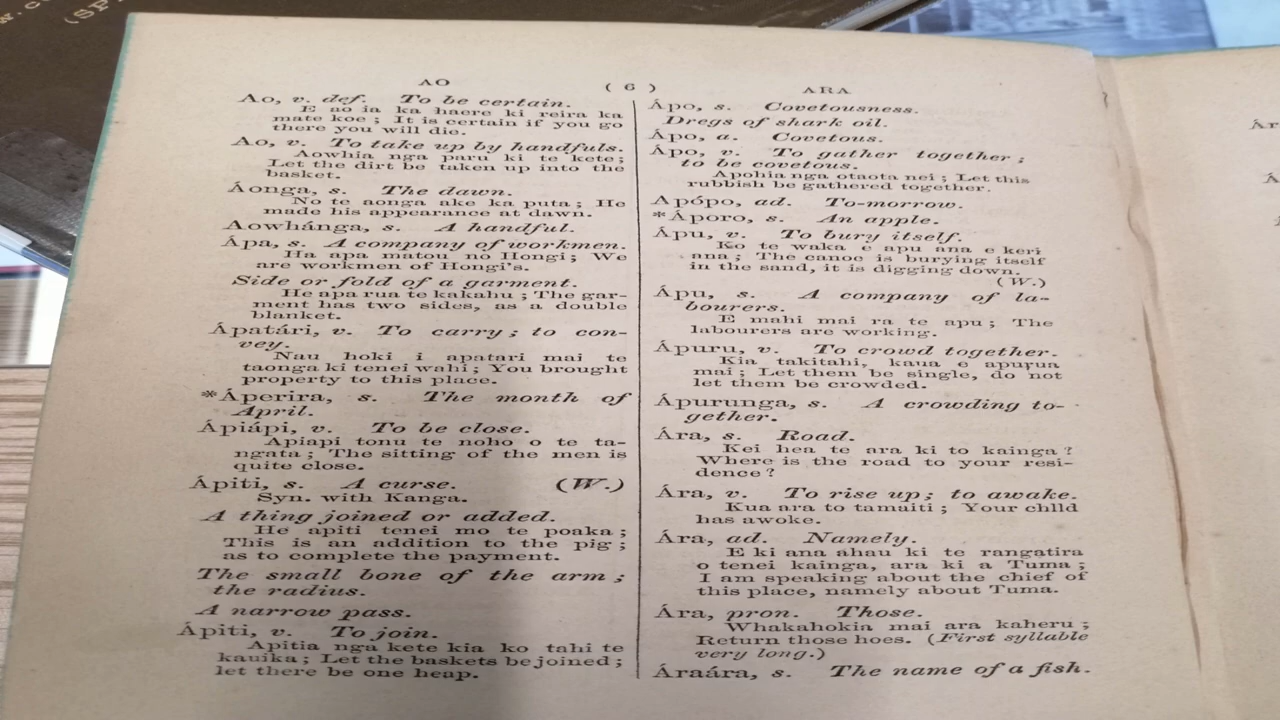 AO
( 6 )
ARA
Ao, v. def. To be certain.
E ao ia ka haere ki reira ka
mate koe ; It is certain if you go
there you will die.
Ao, v. To take up by handfuls.
Aowhia nga paru ki te kete ;
Let the dirt be taken up into the
basket.
Áonga, s. The dawn.
No te aonga ake ka puta ; He
made his appearance at dawn.
Aowhánga, s. A handful.
Ápa, s. A company of workmen.
Ha apa matou no Hongi ; We
are workmen of Hongi's.
Side or fold of a garment.
He apa rua te kakahu ; The gar-
ment has two sides, as a double
blanket.
Ápatári, v. To carry ; to con-
vey.
Nau hoki i apatari mai te
taonga ki tenei wahi ; You brought
property to this place.
*Áperira, s. The month of
April.
Ápiápi, v. To be close.
Apiapi tonu te noho o te ta-
ngata ; The sitting of the men is
quite close.
Ápiti, s. A curse. (W.)
Syn. with Kanga.
A thing joined or added.
He apiti tenei mo te poaka ;
This is an addition to the pig ;
as to complete the payment.
The small bone of the arm ;
the radius.
A narrow pass.
Ápiti, v. To join.
Apitia nga kete kia ko tahi te
kauika ; Let the baskets be joined ;
let there be one heap.
Ápo, s. Covetousness.
Dregs of shark oil.
Ápo, a. Covetous.
Ápo, v. To gather together ;
to be covetous.
Apohia nga otaota nei ; Let this
rubbish be gathered together.
Apópo, ad. To-morrow.
*Áporo, s. An apple.
Ápu, v. To bury itself.
Ko te waka e apu ana e keri
ana ; The canoe is burying itself
in the sand, it is digging down.
(W.)
Ápu, s. A company of la-
bourers.
E mahi mai ra te apu ; The
labourers are working.
Ápuru, v. To crowd together.
Kia takitahi, kaua e apurua
mai ; Let them be single, do not
let them be crowded.
Ápurunga, s. A crowding to-
gether.
Ára, s. Road.
Kei hea te ara ki to kainga ?
Where is the road to your resi-
dence ?
Ára, v. To rise up ; to awake.
Kua ara to tamaiti ; Your child
has awoke.
Ára, ad. Namely.
E ki ana ahau ki te rangatira
o tenei kainga, ara ki a Tuma ;
I am speaking about the chief of
this place, namely about Tuma.
Ára, pron. Those.
Whakahokia mai ara kaheru ;
Return those hoes. (First syllable
very long.)
Áraára, s. The name of a fish.